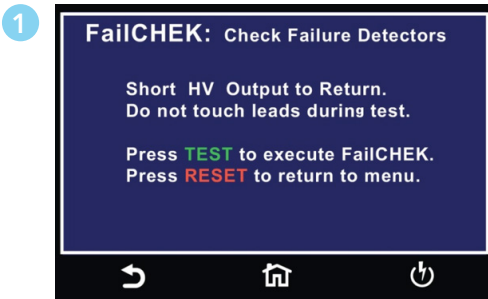 1
FailCHEK: Check Failure Detectors
Short HV Output to Return.
Do not touch leads during test.
Press TEST to execute FailCHEK.
Press RESET to return to menu.